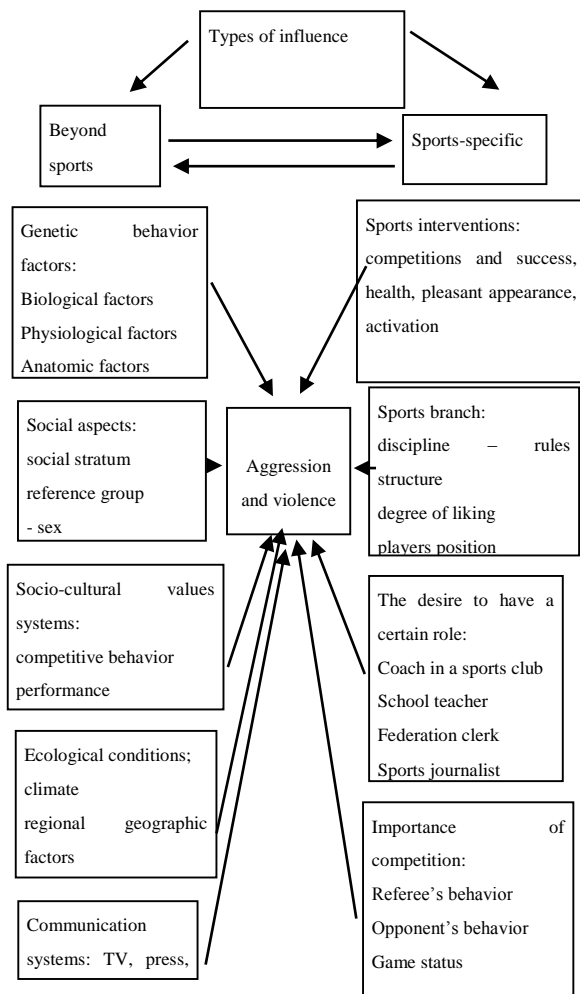 Types of influence
Beyond
sports
Sports-specific
Genetic behavior
factors:
Biological factors
Physiological factors
Anatomic factors
Sports interventions:
competitions and success,
health, pleasant appearance,
activation
Social aspects:
social stratum
reference group
- sex
Aggression
and violence
Sports branch:
discipline – rules
structure
degree of liking
players position
Socio-cultural values
systems:
competitive behavior
performance
The desire to have a
certain role:
Coach in a sports club
School teacher
Federation clerk
Sports journalist
Ecological conditions;
climate
regional geographic
factors
Importance of
competition:
Referee's behavior
Opponent's behavior
Game status
Communication
systems: TV, press,